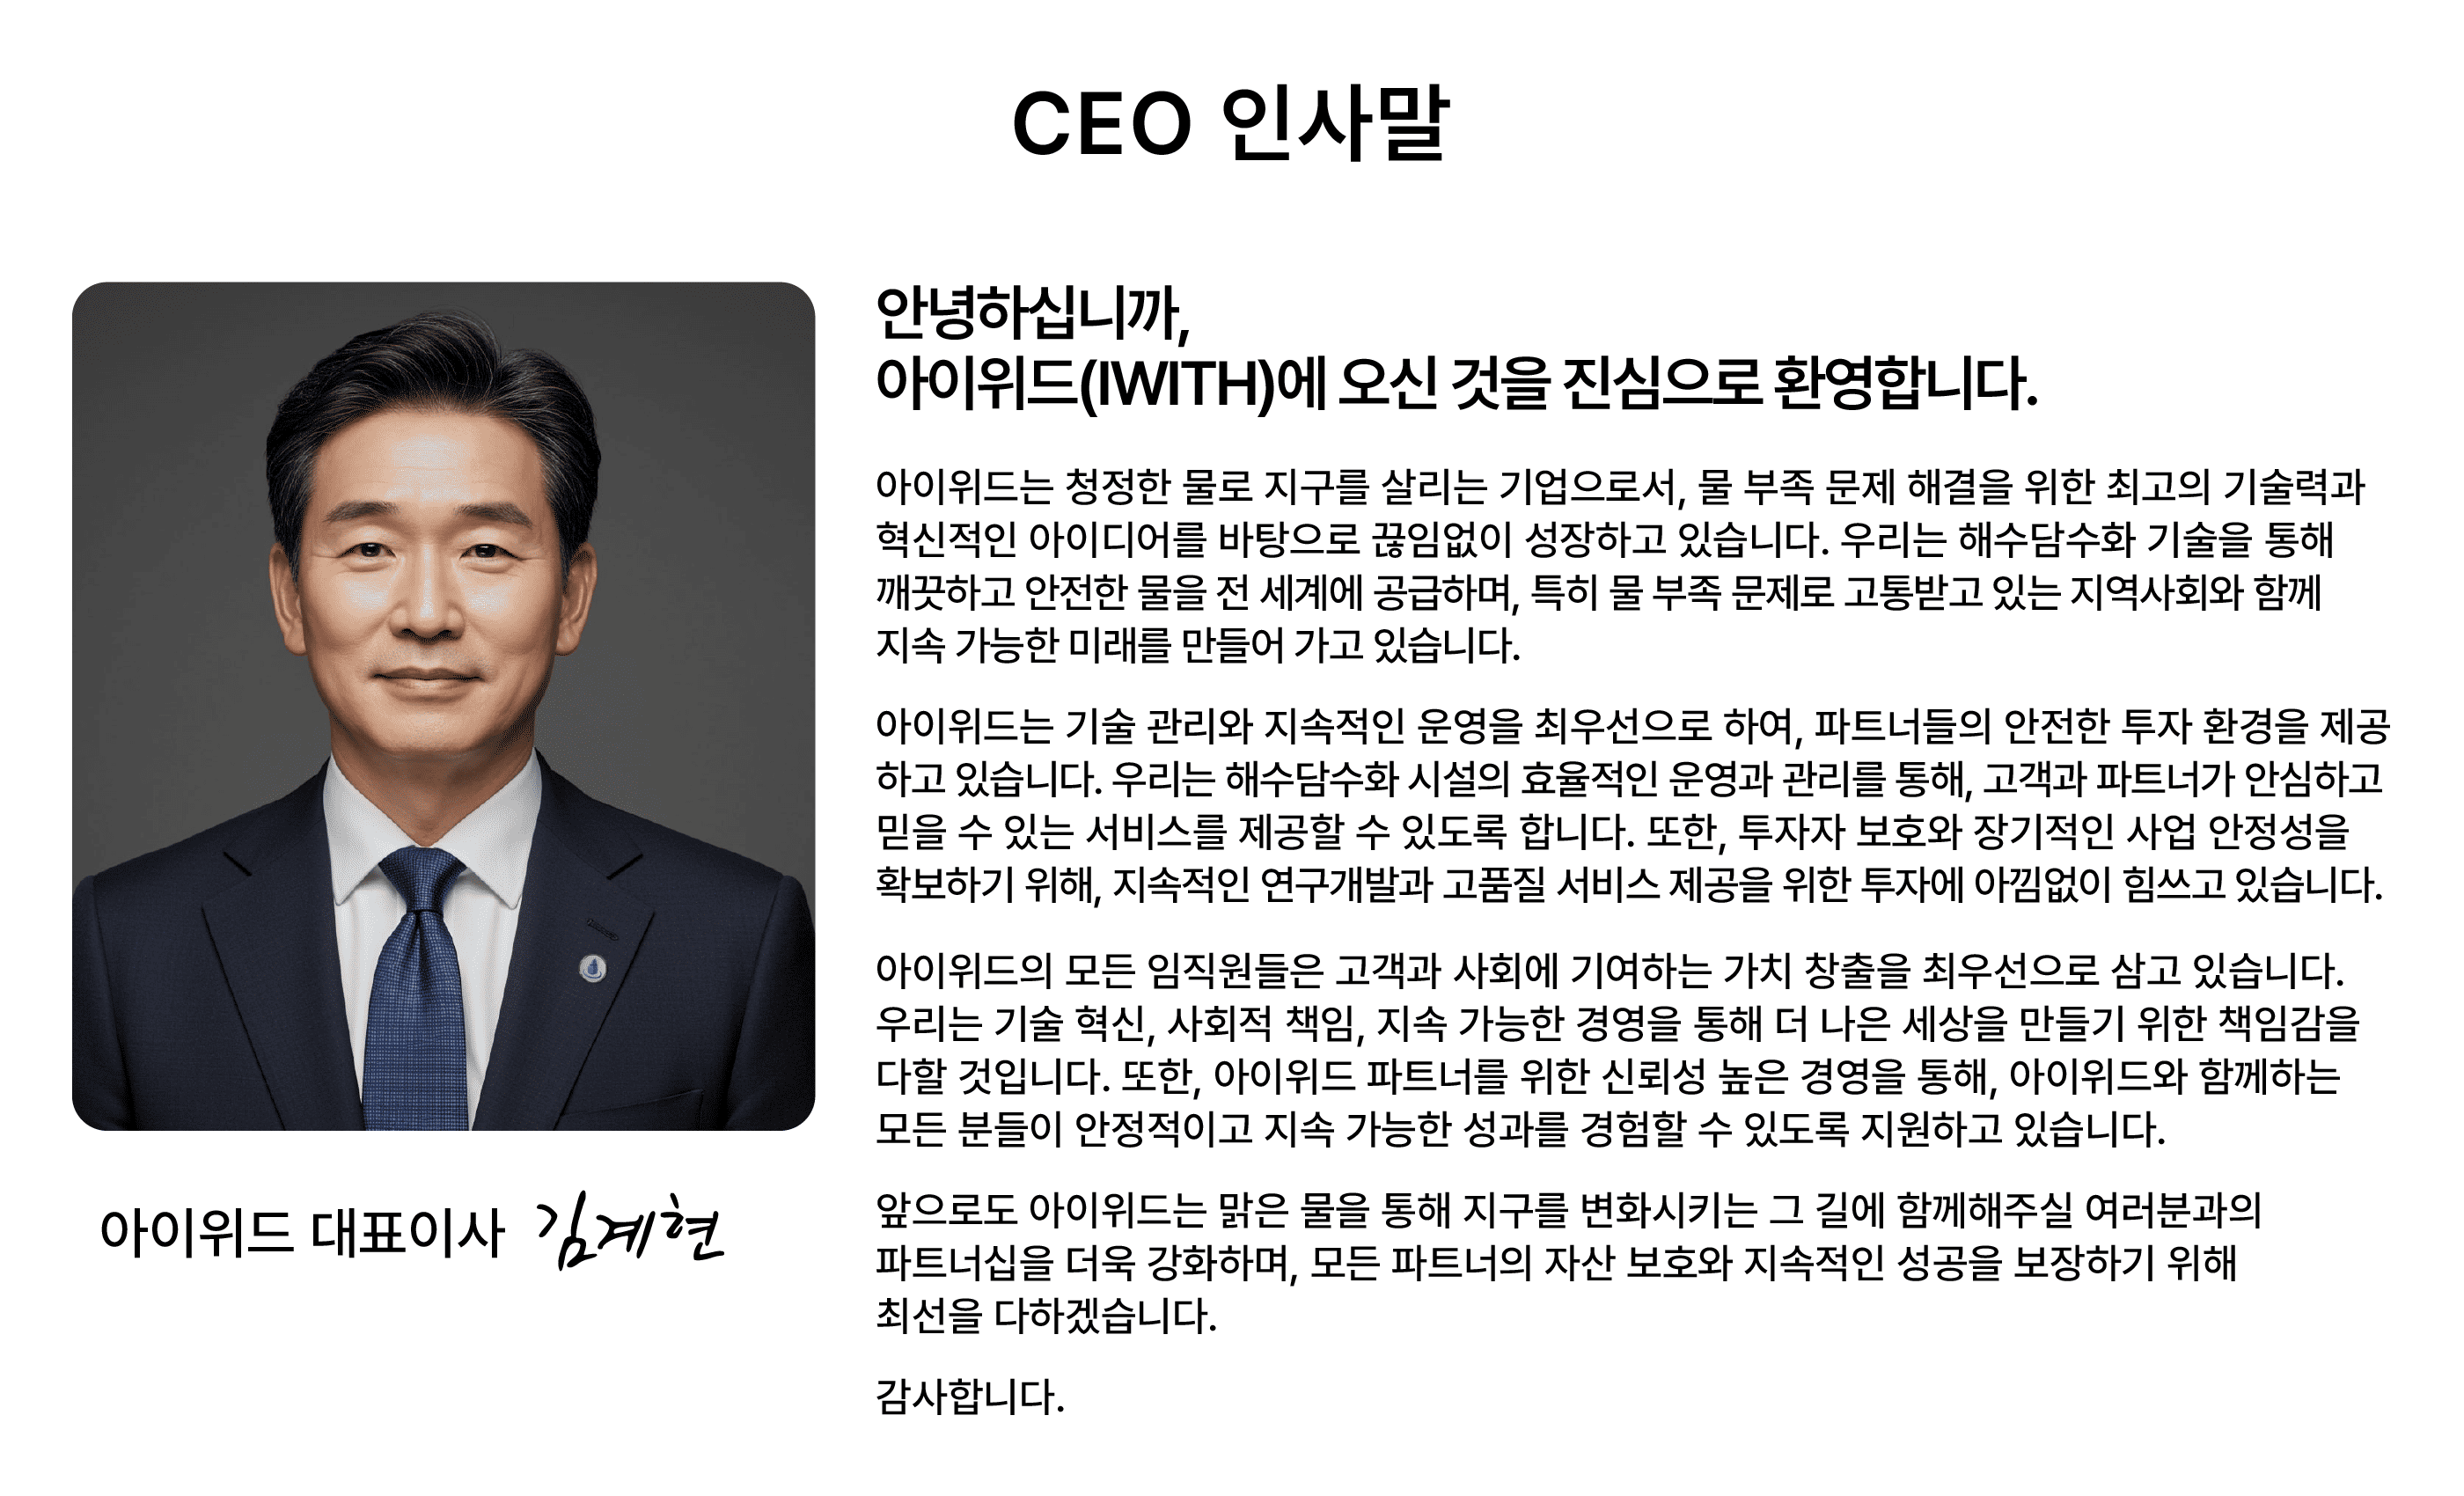 CEO 인사말
안녕하십니까,
아이위드(IWITH)에 오신 것을 진심으로 환영합니다.
아이위드는 청정한 물로 지구를 살리는 기업으로서, 물 부족 문제 해결을 위한 최고의 기술력과
혁신적인 아이디어를 바탕으로 끊임없이 성장하고 있습니다. 우리는 해수담수화 기술을 통해
깨끗하고 안전한 물을 전 세계에 공급하며, 특히 물 부족 문제로 고통받고 있는 지역사회와 함께
지속 가능한 미래를 만들어 가고 있습니다.
아이위드는 기술 관리와 지속적인 운영을 최우선으로 하여, 파트너들의 안전한 투자 환경을 제공
하고 있습니다. 우리는 해수담수화 시설의 효율적인 운영과 관리를 통해, 고객과 파트너가 안심하고
믿을 수 있는 서비스를 제공할 수 있도록 합니다. 또한, 투자자 보호와 장기적인 사업 안정성을
확보하기 위해, 지속적인 연구개발과 고품질 서비스 제공을 위한 투자에 아낌없이 힘쓰고 있습니다.
아이위드의 모든 임직원들은 고객과 사회에 기여하는 가치 창출을 최우선으로 삼고 있습니다.
우리는 기술 혁신, 사회적 책임, 지속 가능한 경영을 통해 더 나은 세상을 만들기 위한 책임감을
다할 것입니다. 또한, 아이위드 파트너를 위한 신뢰성 높은 경영을 통해, 아이위드와 함께하는
모든 분들이 안정적이고 지속 가능한 성과를 경험할 수 있도록 지원하고 있습니다.
앞으로도 아이위드는 맑은 물을 통해 지구를 변화시키는 그 길에 함께해주실 여러분과의
파트너십을 더욱 강화하며, 모든 파트너의 자산 보호와 지속적인 성공을 보장하기 위해
최선을 다하겠습니다.
감사합니다.
아이위드 대표이사 김계현